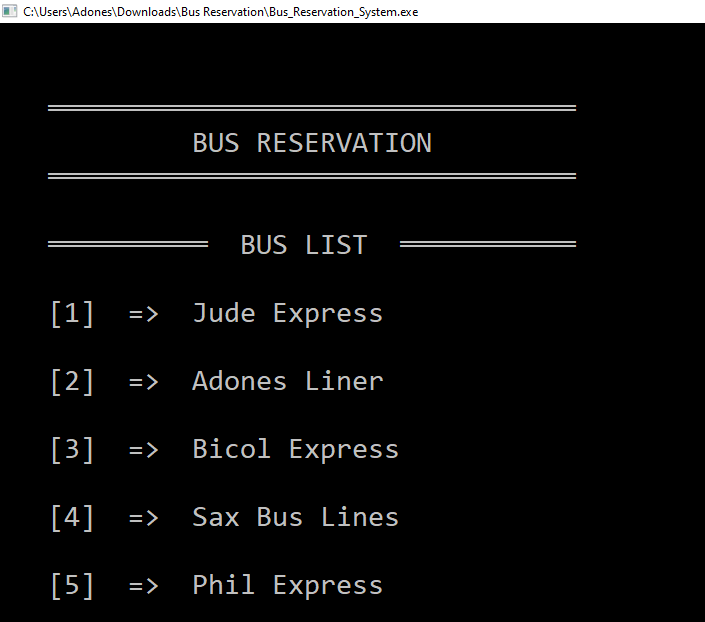 C:\Users\Adones\Downloads\Bus Reservation\Bus_Reservation_System.exe
BUS RESERVATION
BUS LIST
[1] => Jude Express
[2] => Adones Liner
[3] => Bicol Express
[4] => Sax Bus Lines
[5] => Phil Express